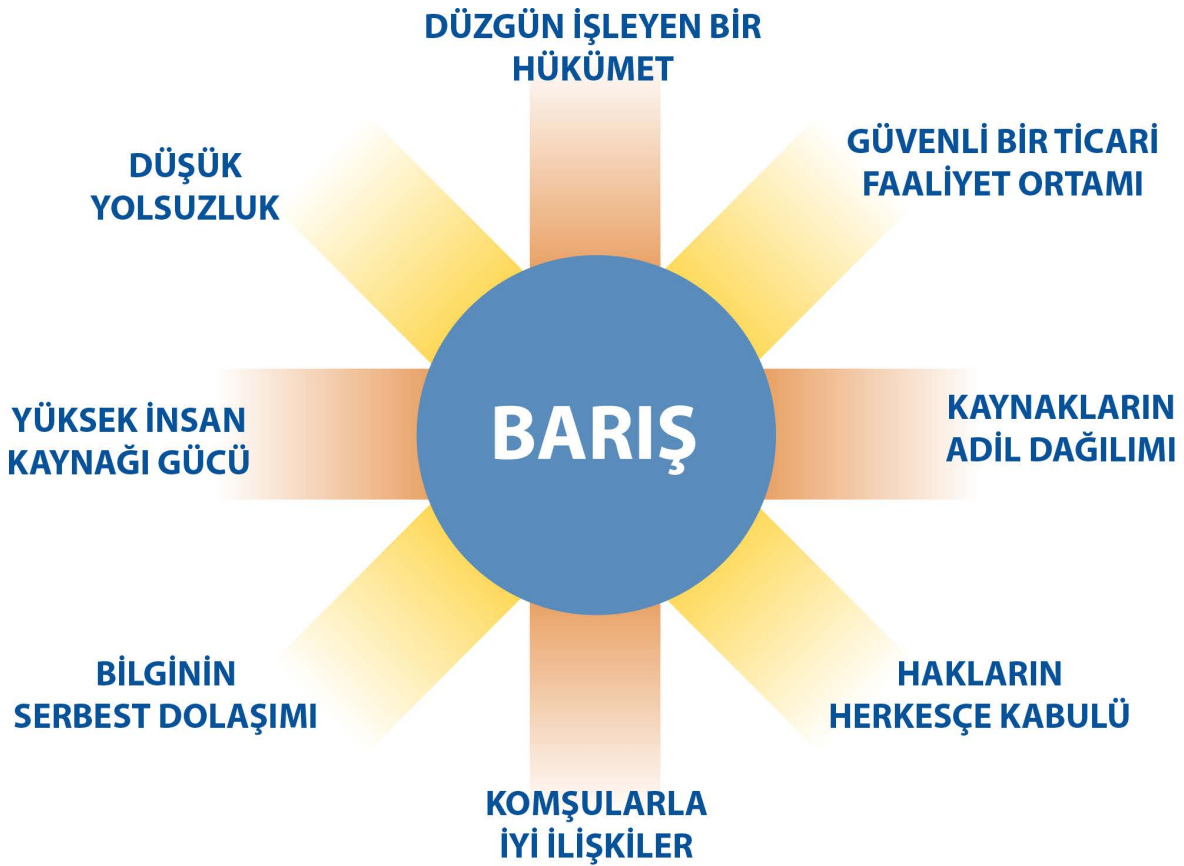 DÜZGÜN İŞLEYEN BİR
HÜKÜMET
GÜVENLİ BİR TİCARİ
FAALİYET ORTAMI
DÜŞÜK
YOLSUZLUK
YÜKSEK İNSAN
KAYNAĞI GÜCÜ
BARIŞ
KAYNAKLARIN
ADİL DAĞILIMI
BİLGİNİN
SERBEST DOLAŞIMI
HAKLARIN
HERKESÇE KABULÜ
KOMŞULARLA
İYİ İLİŞKİLER